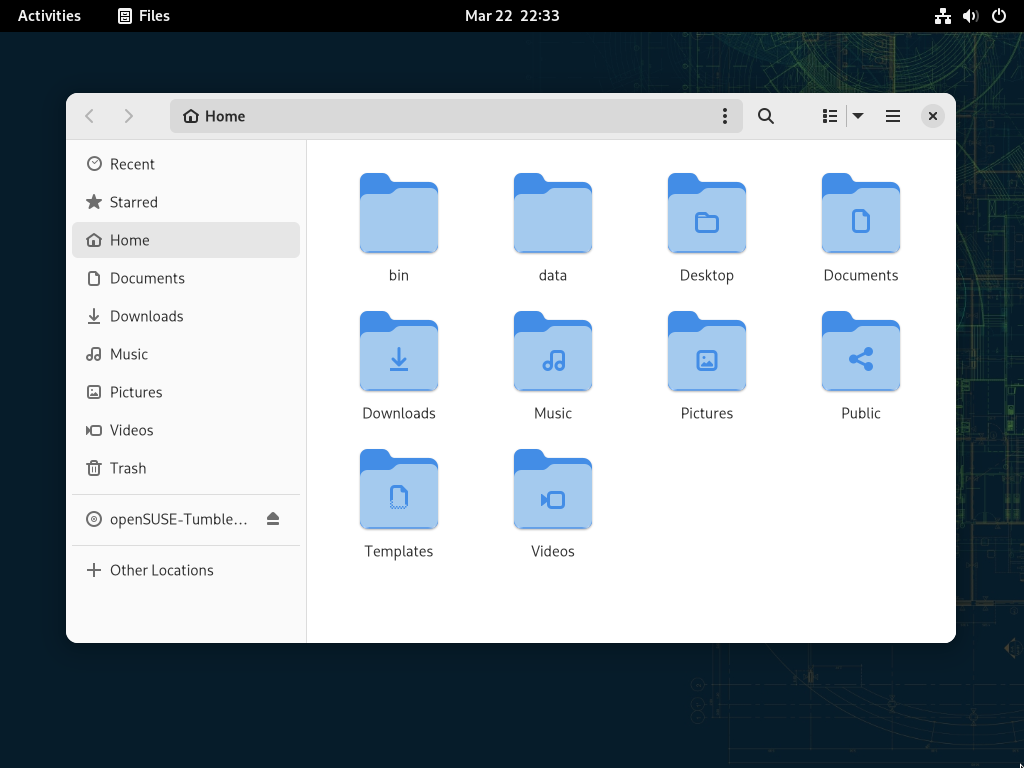 Activities
Files
Mar 22 22:33
Home
Recent
Starred
Home
Documents
Downloads
Music
Pictures
Videos
Trash
openSUSE-Tumble…
Other Locations
bin
data
Desktop
Documents
Downloads
Music
Pictures
Public
Templates
Videos